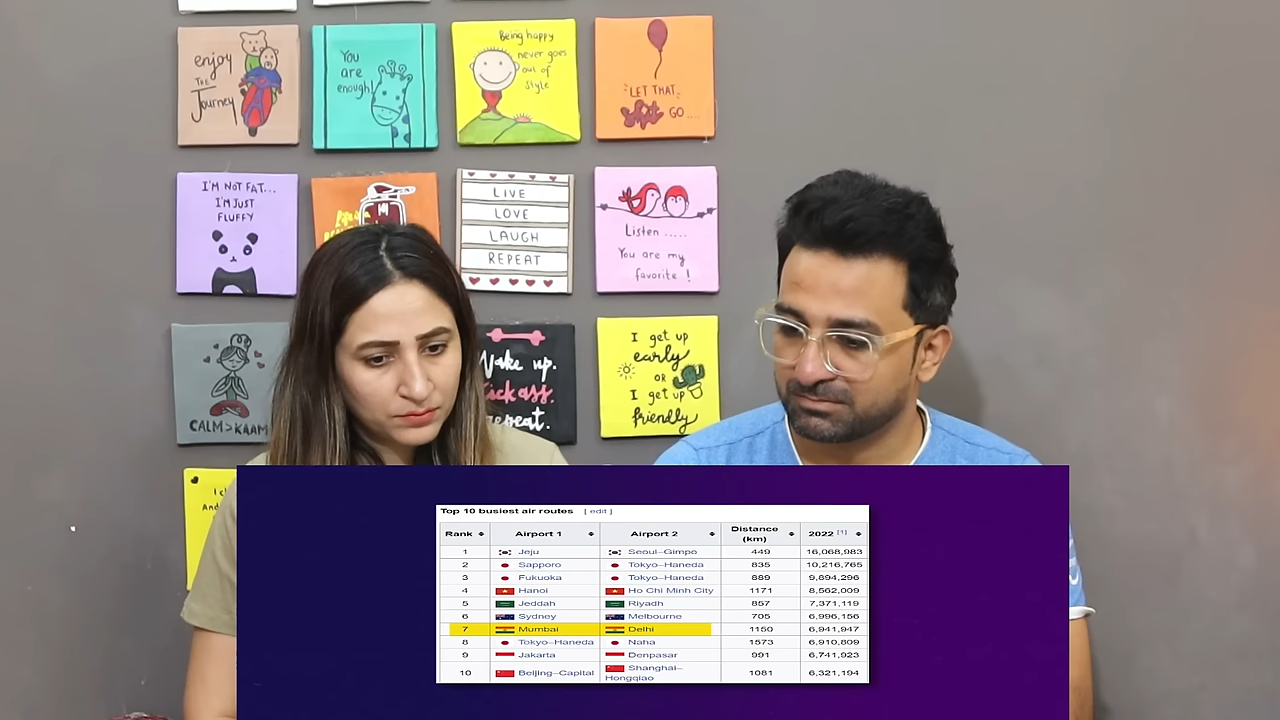 enjoy
THE
Journey
You
are
enough!
Being happy
never goes
out of
style
LET THAT
GO ....
I'M NOT FAT...
I'M JUST
FLUFFY
LIVE
LOVE
LAUGH
REPEAT
Listen .....
You are my
favorite !
CALM>KAAM
Wake up.
Kick ass.
repeat.
I get up
early
OR
I get up
friendly
Top 10 busiest air routes [ edit ]
Rank Airport 1 Airport 2 Distance (km) 2022 [1]
1 Jeju Seoul–Gimpo 449 16,068,983
2 Sapporo Tokyo–Haneda 835 10,216,765
3 Fukuoka Tokyo–Haneda 889 9,894,296
4 Hanoi Ho Chi Minh City 1171 8,562,009
5 Jeddah Riyadh 857 7,371,119
6 Sydney Melbourne 705 6,996,156
7 Mumbai Delhi 1150 6,941,947
8 Tokyo–Haneda Naha 1573 6,910,809
9 Jakarta Denpasar 991 6,741,923
10 Beijing–Capital Shanghai–Hongqiao 1081 6,321,194